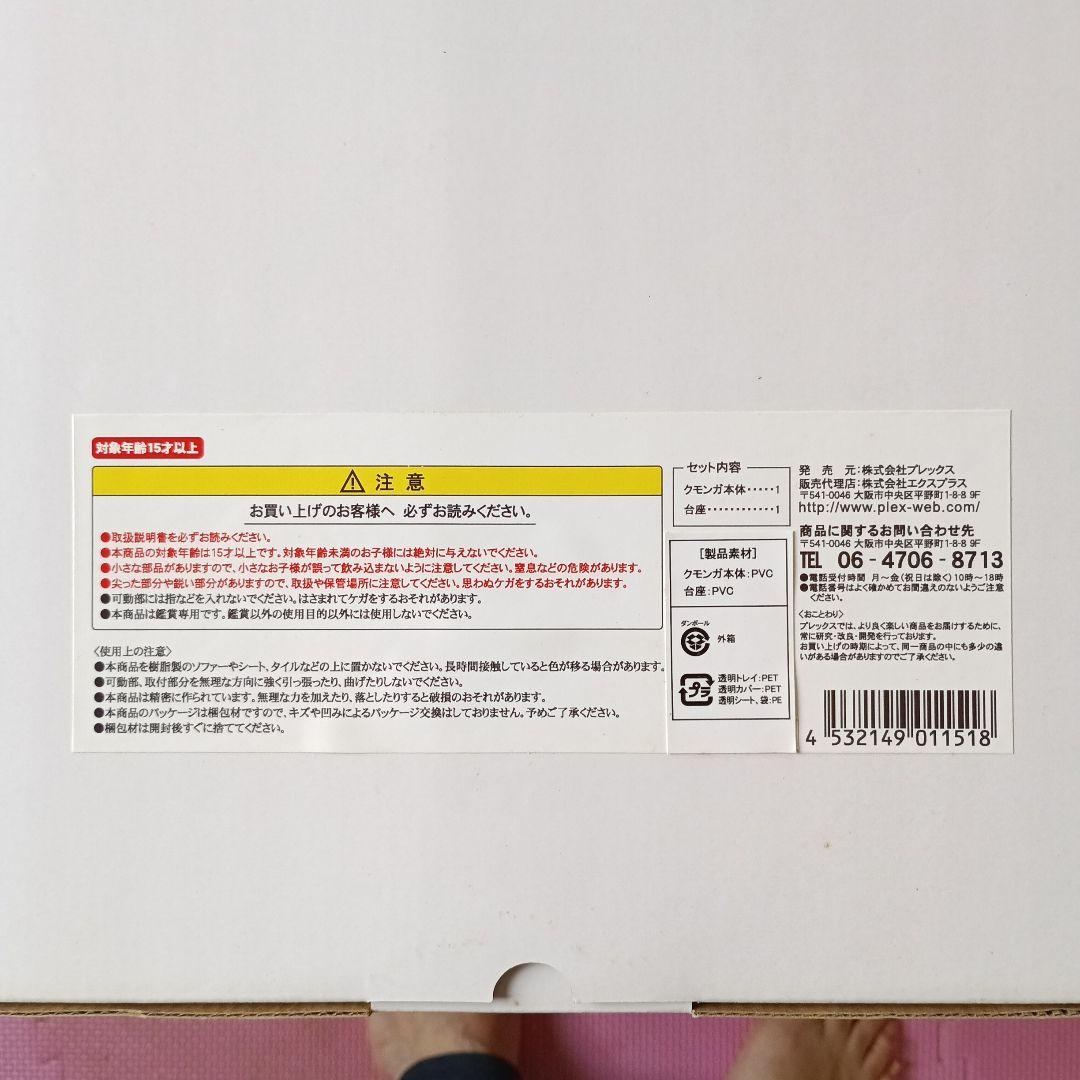 対象年齢15才以上
注意
お買い上げのお客様へ 必ずお読みください。
●取扱説明書を必ずお読みください。
●本商品の対象年齢は15才以上です。対象年齢未満のお子様には絶対に与えないでください。
●小さな部品がありますので、小さなお子様が誤って飲み込まないように注意してください。窒息などの危険があります。
●尖った部分や鋭い部分がありますので、取扱や保管場所に注意してください。思わぬケガをするおそれがあります。
●可動部には指などを入れないでください。はさまれてケガをするおそれがあります。
●本商品は鑑賞専用です。鑑賞以外の使用目的以外には使用しないでください。
〈使用上の注意〉
●本商品を樹脂製のソファーやシート、タイルなどの上に置かないでください。長時間接触していると色が移る場合があります。
●可動部、取付部分を無理な方向に強く引っ張ったり、曲げたりしないでください。
●本商品は精密に作られています。無理な力を加えたり、落としたりすると破損のおそれがあります。
●本商品のパッケージは梱包材ですので、キズや凹みによるパッケージ交換はしておりません。予めご了承ください。
●梱包材は開封後すぐに捨ててください。
セット内容
クモンガ本体・・・・・1
台座・・・・・・・・・・・・1
[製品素材]
クモンガ本体：PVC
台座：PVC
ダンボール
外箱
プラ
透明トレイ：PET
透明カバー：PET
透明シート、袋：PE
発売元：株式会社プレックス
販売代理店：株式会社エクスプラス
〒541-0046 大阪市中央区平野町1-8-8 9F
http://www.plex-web.com/
商品に関するお問い合わせ先
〒541-0046 大阪市中央区平野町1-8-8 9F
TEL 06-4706-8713
●電話受付時間 月〜金(祝日は除く)10時〜18時
●電話番号はよく確かめてお間違えのないようご注意
ください。
〈おことわり〉
プレックスでは、より良く楽しい商品をお届けするために、
常に研究・改良・開発を行っております。
お買い上げの時期によって、同一商品の中にも多少の違
いがある場合がありますのでご了承ください。
4 532149 011518